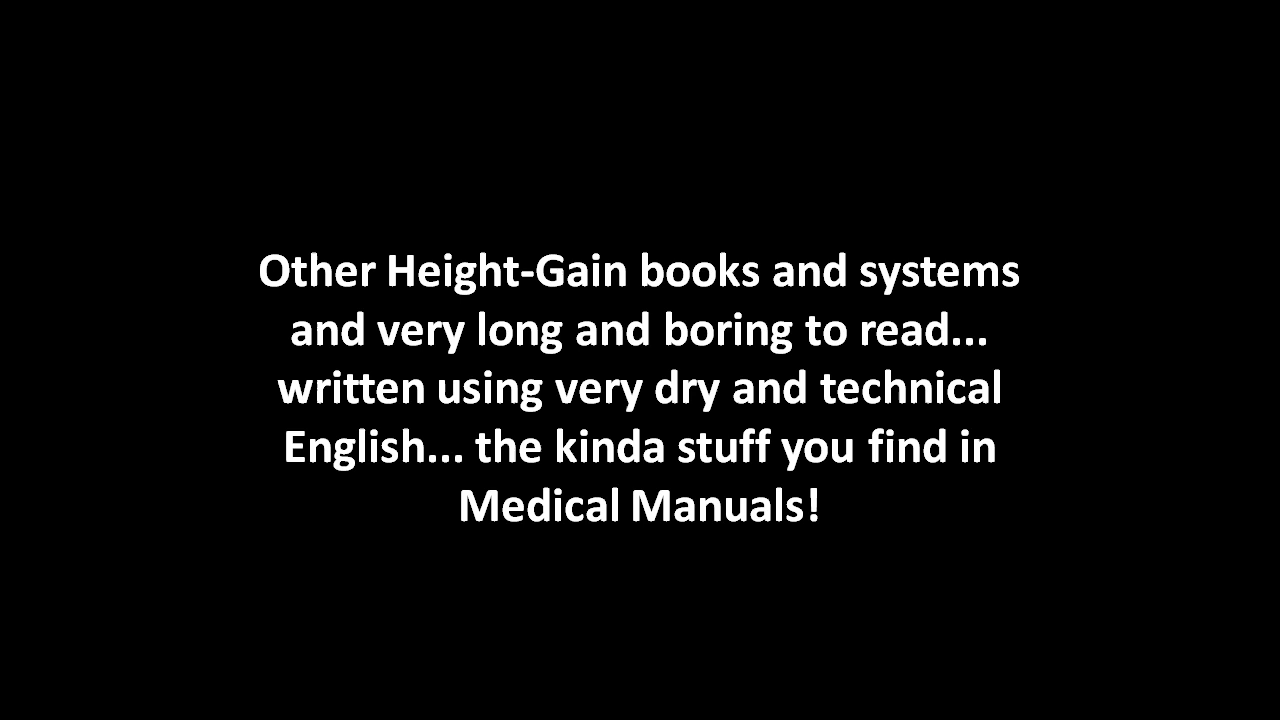 Other Height-Gain books and systems
and very long and boring to read...
written using very dry and technical
English... the kinda stuff you find in
Medical Manuals!